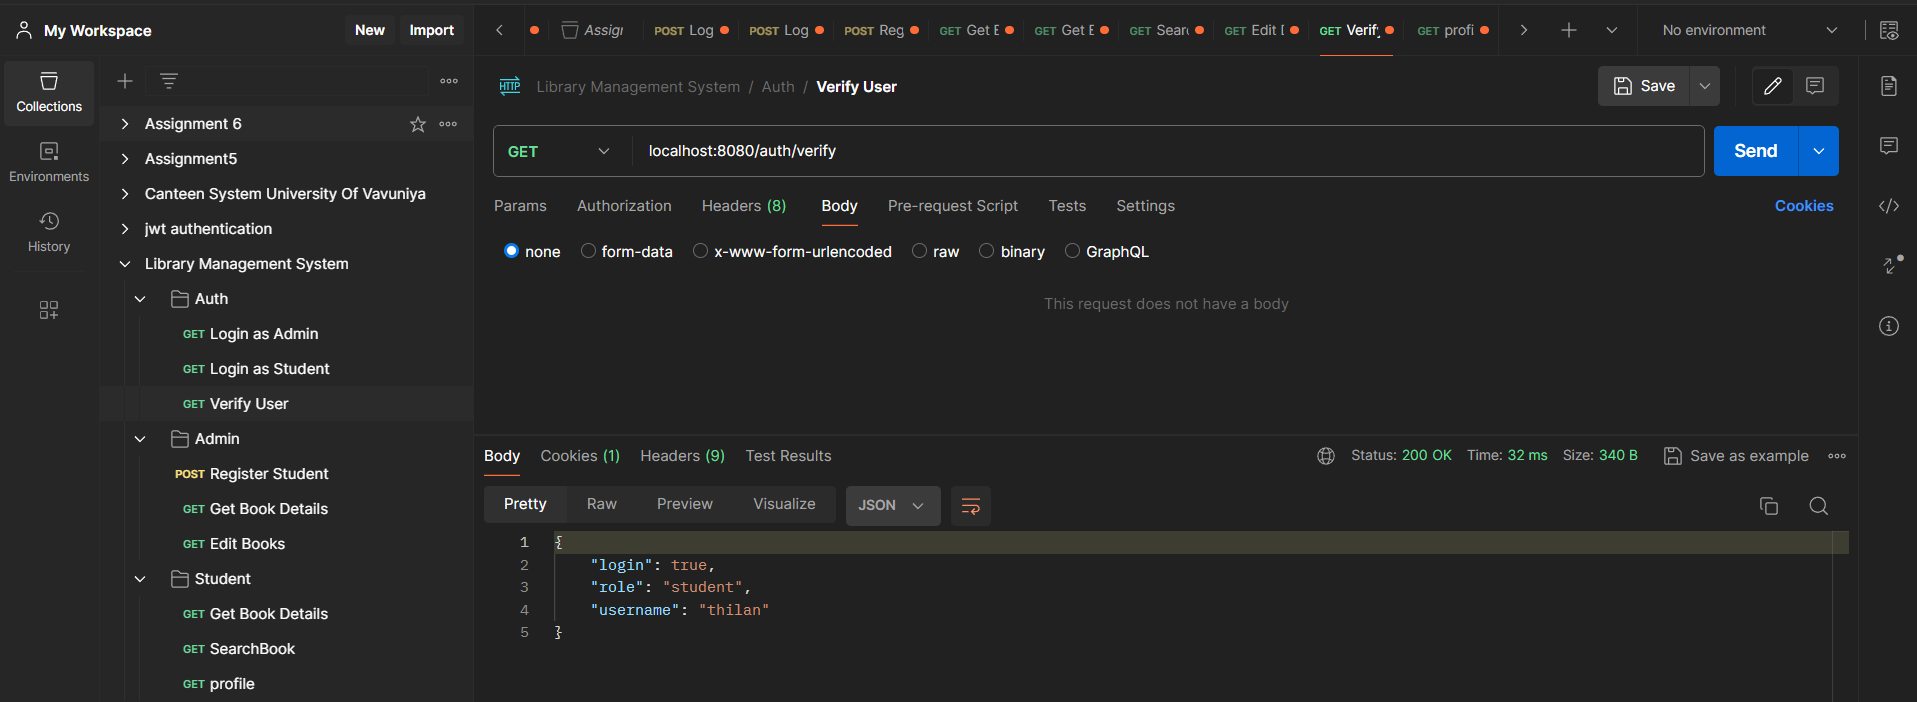 My Workspace
New
Import
Collections
Environments
History
Assignment 6
Assignment5
Canteen System University Of Vavuniya
jwt authentication
Library Management System
Auth
GET Login as Admin
GET Login as Student
GET Verify User
Admin
POST Register Student
GET Get Book Details
GET Edit Books
Student
GET Get Book Details
GET SearchBook
GET profile
Assig
POST Log
POST Log
POST Reg
GET Get
GET Get
GET Sear
GET Edit
GET Verify
GET profi
No environment
HTTP Library Management System / Auth / Verify User
Save
GET
localhost:8080/auth/verify
Send
Params Authorization Headers (8) Body Pre-request Script Tests Settings
Cookies
none form-data x-www-form-urlencoded raw binary GraphQL
This request does not have a body
Body Cookies (1) Headers (9) Test Results
Status: 200 OK Time: 32 ms Size: 340 B
Save as example
Pretty Raw Preview Visualize
JSON
1 {
2 "login": true,
3 "role": "student",
4 "username": "thilan"
5 }